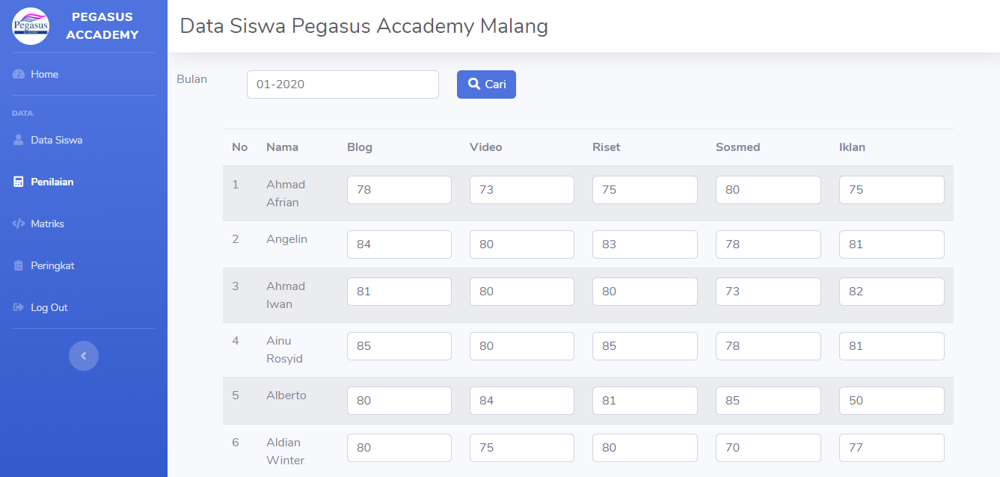 Pegasus
ACADEMY
PEGASUS
ACCADEMY
Home
DATA
Data Siswa
Penilaian
Matriks
Peringkat
Log Out
Data Siswa Pegasus Accademy Malang
Bulan 01-2020 Cari
No Nama Blog Video Riset Sosmed Iklan
1 Ahmad Afrian 78 73 75 80 75
2 Angelin 84 80 83 78 81
3 Ahmad Iwan 81 80 80 73 82
4 Ainu Rosyid 85 80 85 78 81
5 Alberto 80 84 81 85 50
6 Aldian Winter 80 75 80 70 77